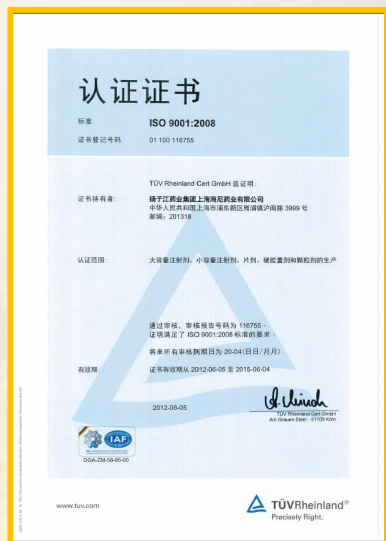 认证证书
标准 ISO 9001:2008
证书登记号码 01 100 116755
TÜV Rheinland Cert GmbH 兹证明:
证书持有者: 扬子江药业集团上海海尼药业有限公司
中华人民共和国上海市浦东新区周浦镇沪南路 3999 号
邮编: 201318
认证范围: 大容量注射剂、小容量注射剂、片剂、硬胶囊剂和颗粒剂的生产
通过审核，审核报告号码为 116755。
证明满足了 ISO 9001:2008 标准的要求。
将来所有审核到期日为 20-04(日日/月月)
有效期: 证书有效期从 2012-06-05 至 2015-06-04
2012-06-05
TÜV Rheinland Cert GmbH
Am Grauen Stein · 51105 Köln
IAF
DGA-ZM-56-95-00
www.tuv.com
TÜVRheinland®
Precisely Right.